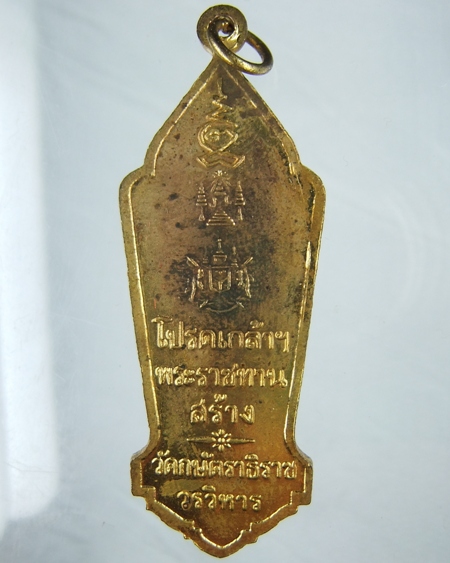 โปรดเกล้าฯ
พระราชทาน
สร้าง
วัดกษัตราธิราช
วรวิหาร